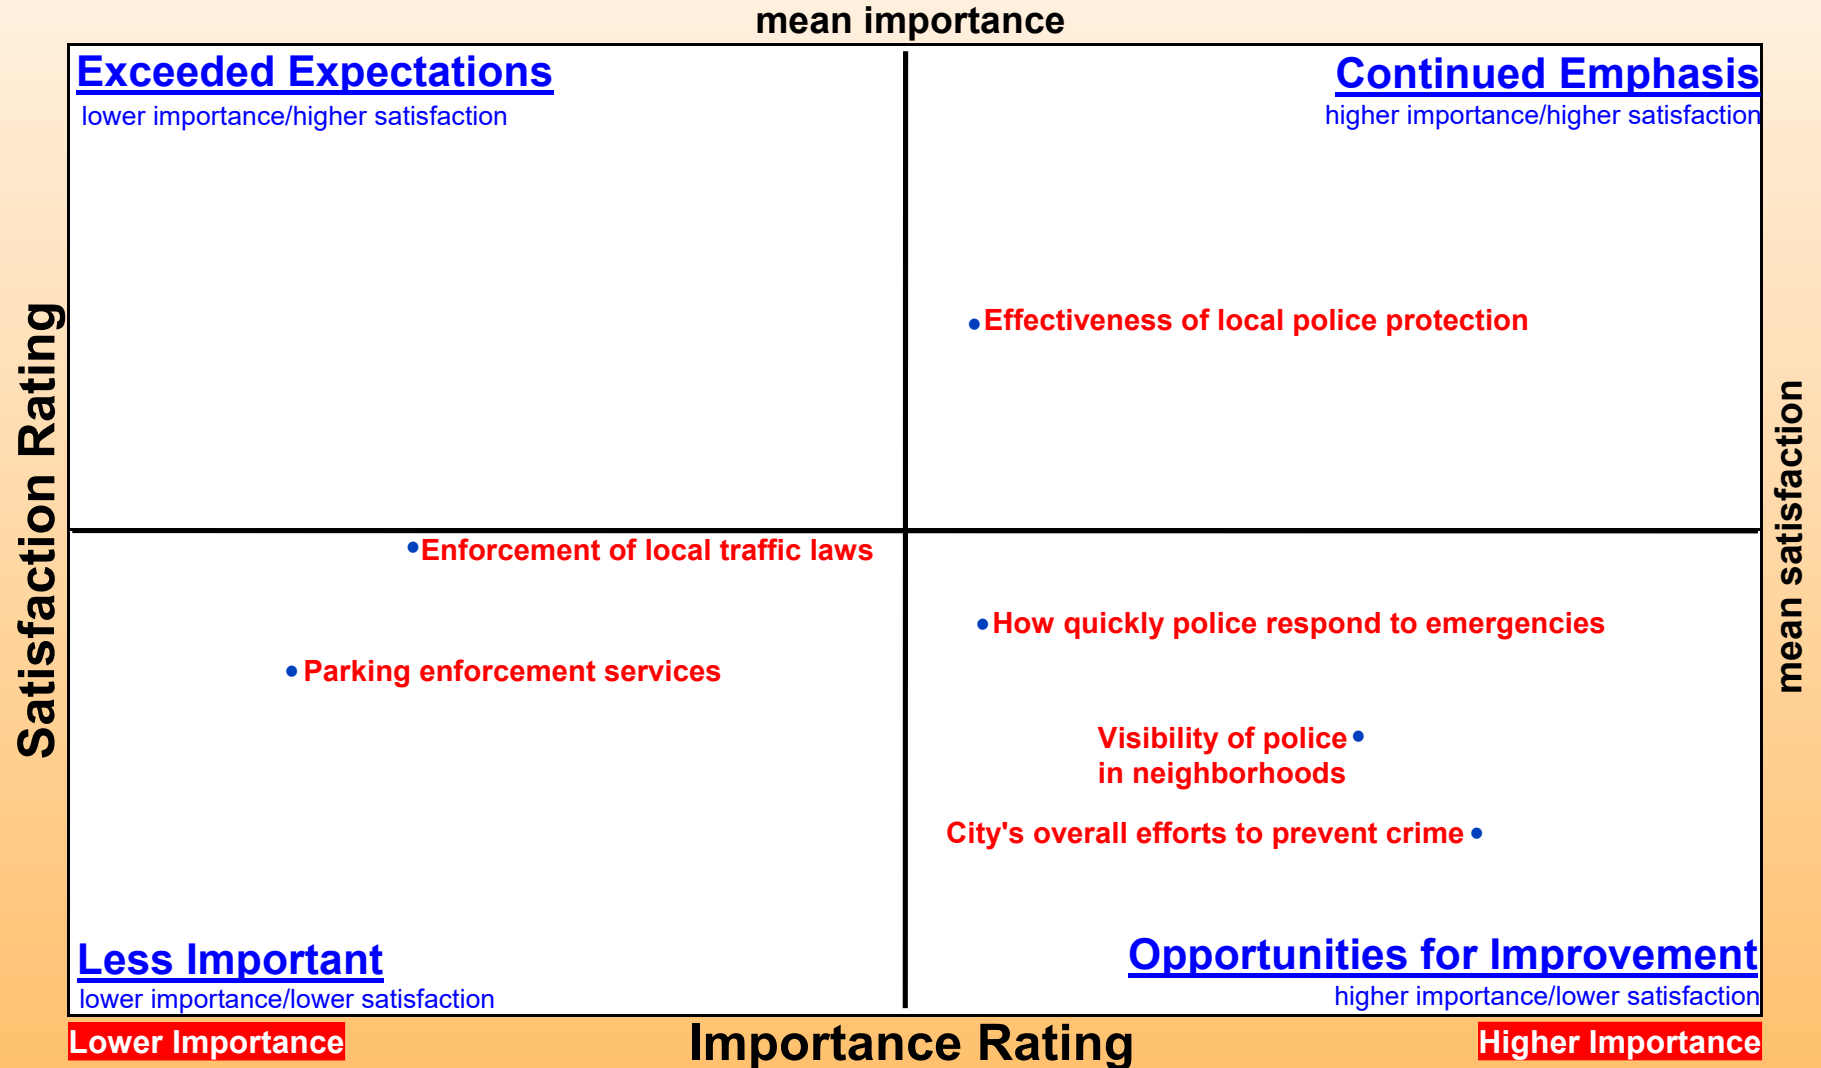 mean importance
Exceeded Expectations
lower importance/higher satisfaction
Continued Emphasis
higher importance/higher satisfaction
Satisfaction Rating
mean satisfaction
Effectiveness of local police protection
Enforcement of local traffic laws
How quickly police respond to emergencies
Parking enforcement services
Visibility of police
in neighborhoods
City's overall efforts to prevent crime
Less Important
lower importance/lower satisfaction
Opportunities for Improvement
higher importance/lower satisfaction
Lower Importance
Importance Rating
Higher Importance